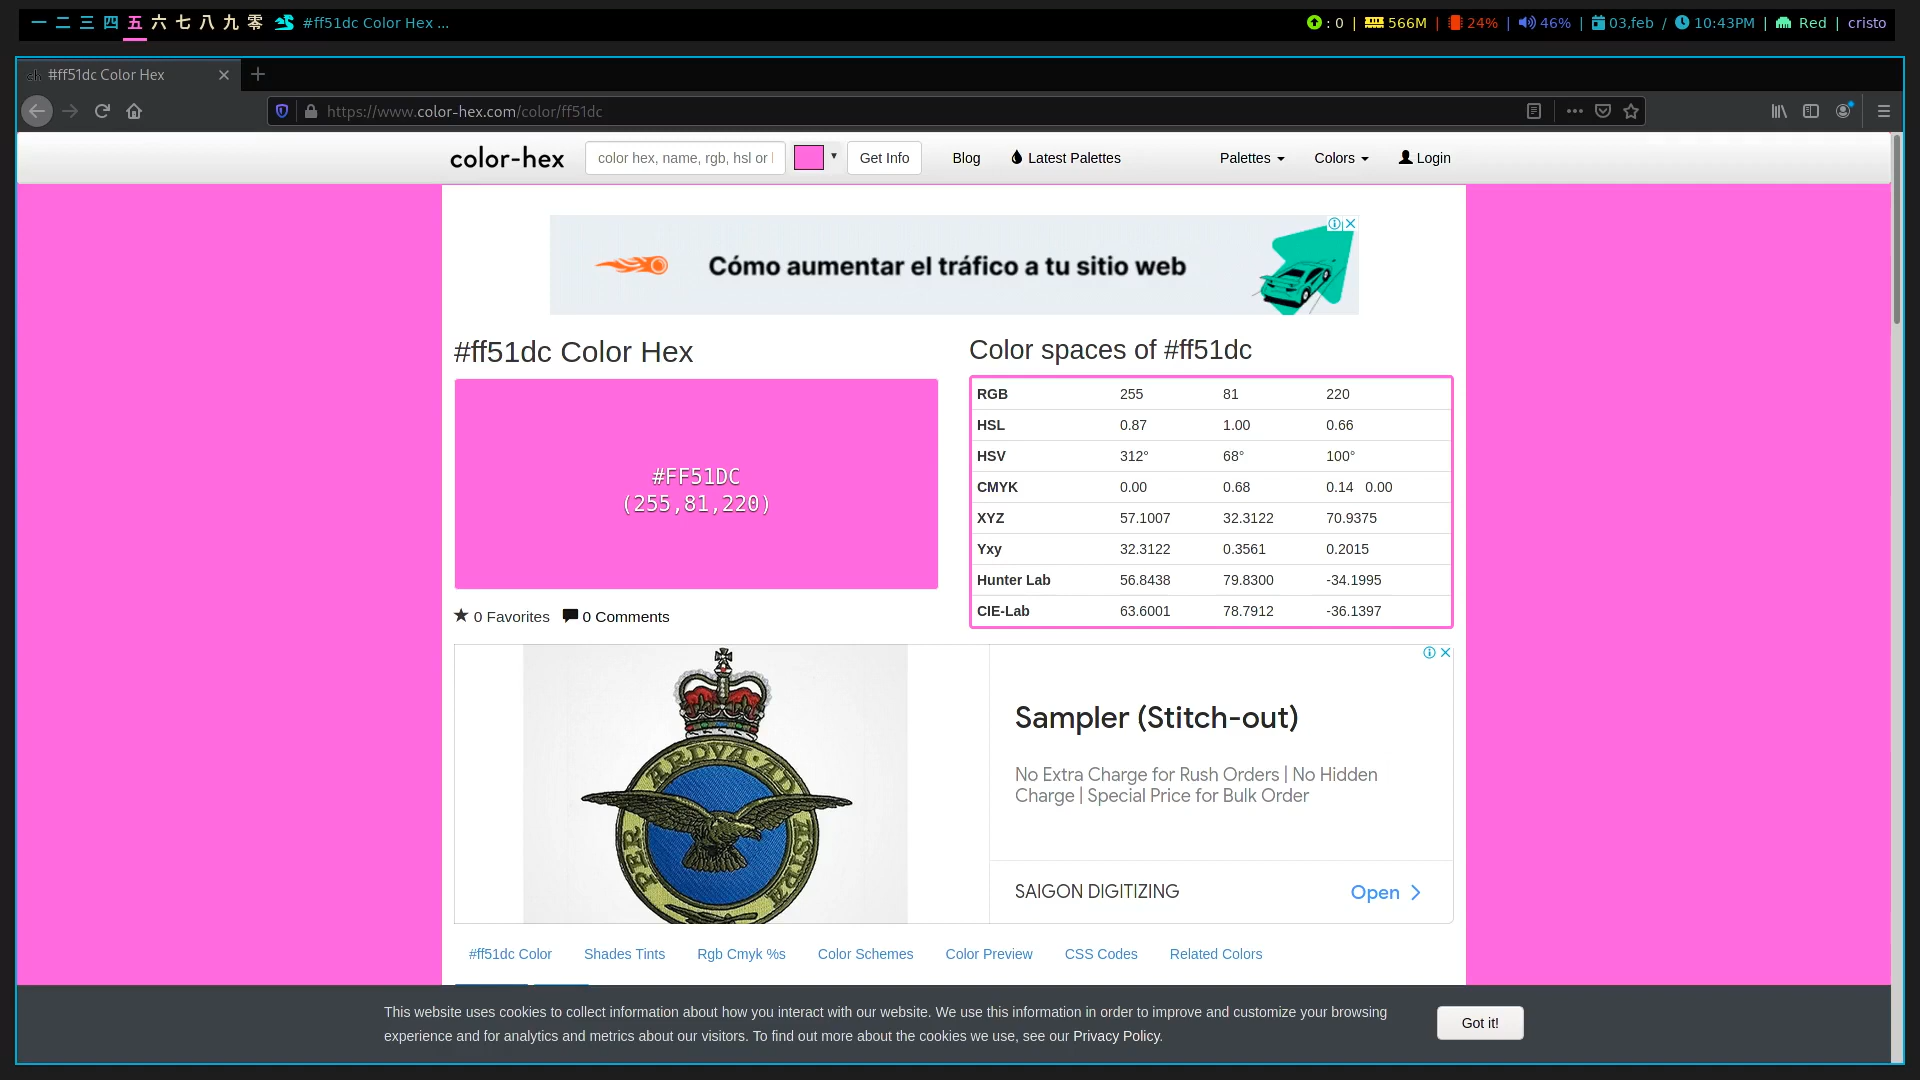 一 二 三 四 五 六 七 八 九 零 #ff51dc Color Hex ...
: 0 | 566M | 24% | 46% | 03,feb / 10:43PM | Red | cristo
ch #ff51dc Color Hex
https://www.color-hex.com/color/ff51dc
color-hex
color hex, name, rgb, hsl or
Get Info
Blog
Latest Palettes
Palettes
Colors
Login
Cómo aumentar el tráfico a tu sitio web
#ff51dc Color Hex
#FF51DC
(255,81,220)
0 Favorites 0 Comments
Color spaces of #ff51dc
RGB 255 81 220
HSL 0.87 1.00 0.66
HSV 312° 68° 100°
CMYK 0.00 0.68 0.14 0.00
XYZ 57.1007 32.3122 70.9375
Yxy 32.3122 0.3561 0.2015
Hunter Lab 56.8438 79.8300 -34.1995
CIE-Lab 63.6001 78.7912 -36.1397
PER ARDVA AD ASTRA
Sampler (Stitch-out)
No Extra Charge for Rush Orders | No Hidden
Charge | Special Price for Bulk Order
SAIGON DIGITIZING
Open
#ff51dc Color
Shades Tints
Rgb Cmyk %s
Color Schemes
Color Preview
CSS Codes
Related Colors
This website uses cookies to collect information about how you interact with our website. We use this information in order to improve and customize your browsing
experience and for analytics and metrics about our visitors. To find out more about the cookies we use, see our Privacy Policy.
Got it!